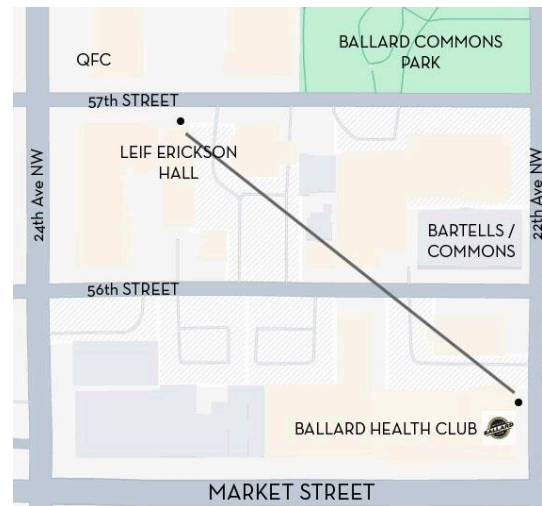 BALLARD COMMONS
PARK
QFC
57th STREET
LEIF ERICKSON
HALL
24th Ave NW
22th Ave NW
BARTELLS /
COMMONS
56th STREET
BALLARD HEALTH CLUB
BALLARD
MARKET STREET